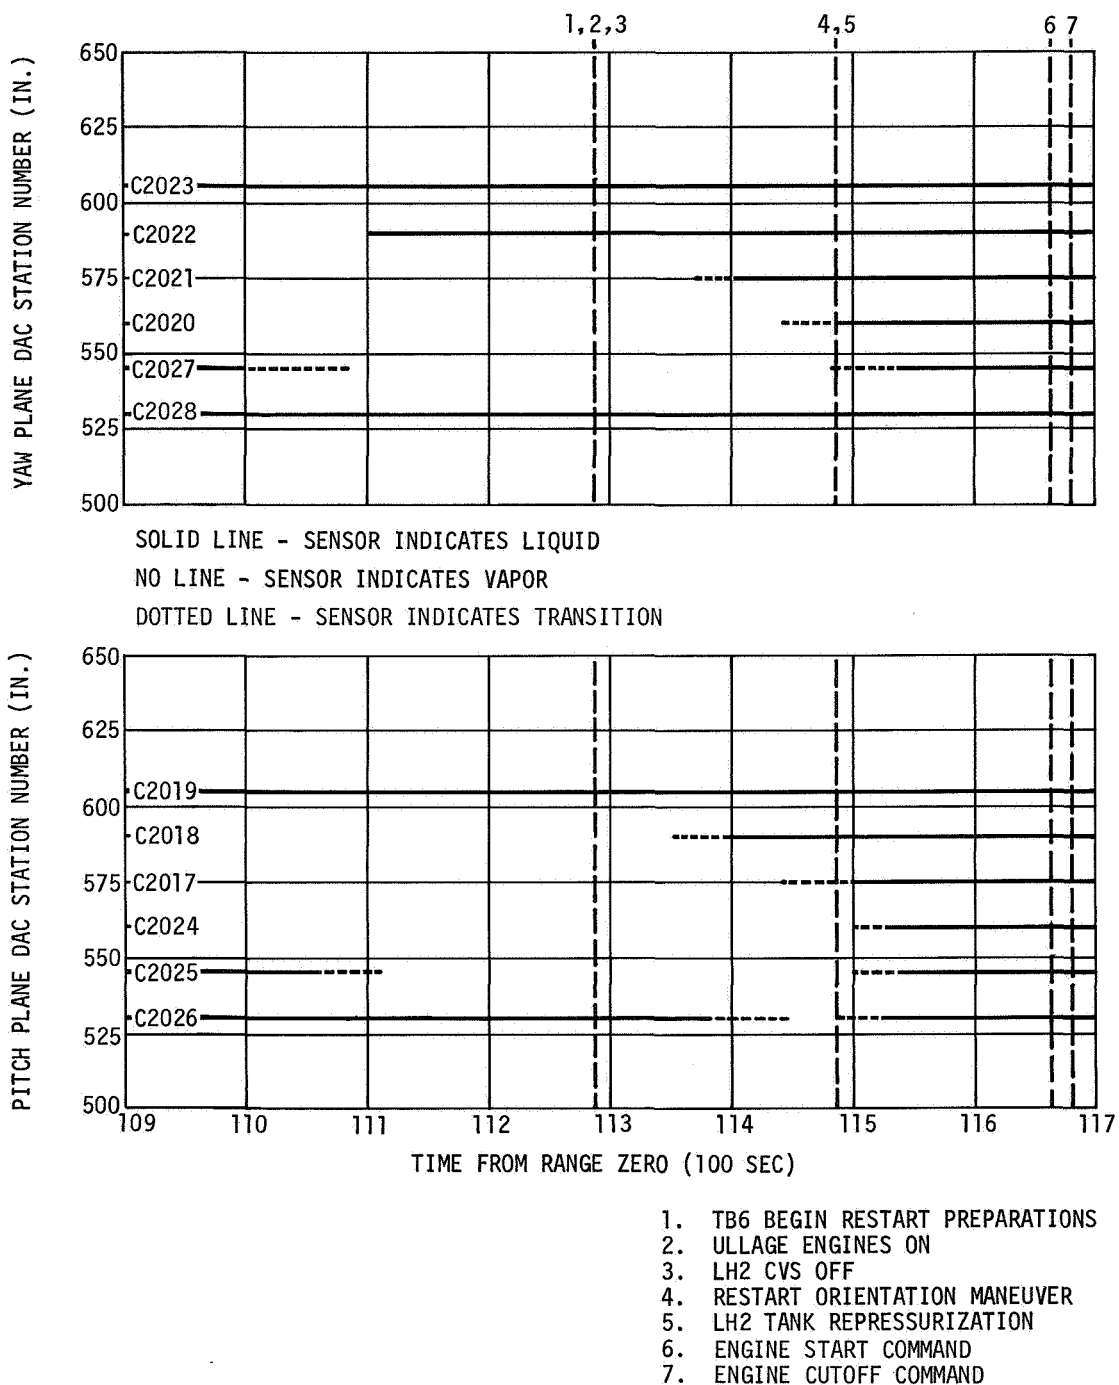 1,2,3 4,5 6 7
YAW PLANE DAC STATION NUMBER (IN.)
650
625
C2023
600
C2022
575 C2021
C2020
550
C2027
C2028
525
500
SOLID LINE - SENSOR INDICATES LIQUID
NO LINE - SENSOR INDICATES VAPOR
DOTTED LINE - SENSOR INDICATES TRANSITION
PITCH PLANE DAC STATION NUMBER (IN.)
650
625
C2019
600
C2018
575 C2017
C2024
550
C2025
C2026
525
500
109 110 111 112 113 114 115 116 117
TIME FROM RANGE ZERO (100 SEC)
1. TB6 BEGIN RESTART PREPARATIONS
2. ULLAGE ENGINES ON
3. LH2 CVS OFF
4. RESTART ORIENTATION MANEUVER
5. LH2 TANK REPRESSURIZATION
6. ENGINE START COMMAND
7. ENGINE CUTOFF COMMAND